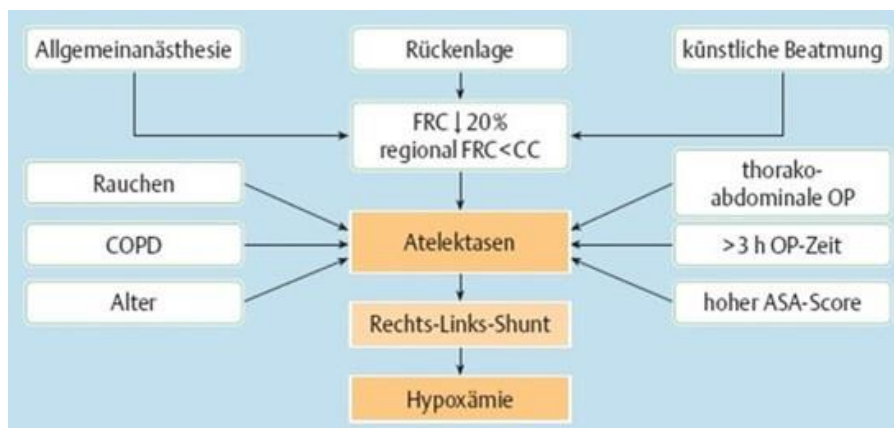 Allgemeinanästhesie
Rückenlage
künstliche Beatmung
FRC ↓ 20%
regional FRC<CC
Rauchen
thorako-
abdominale OP
COPD
Atelektasen
>3 h OP-Zeit
Alter
hoher ASA-Score
Rechts-Links-Shunt
Hypoxämie